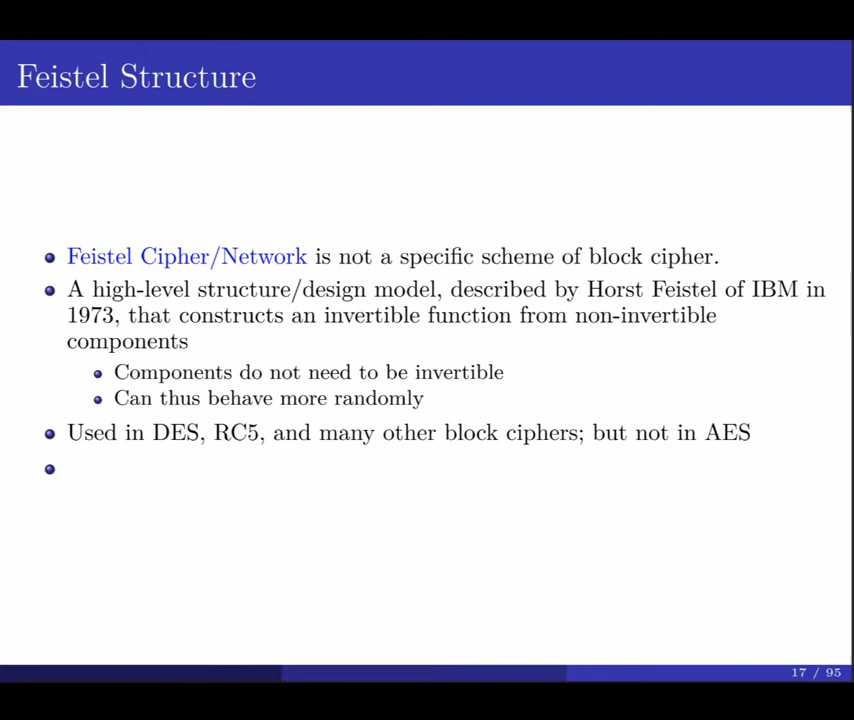 Feistel Structure
Feistel Cipher/Network is not a specific scheme of block cipher.
A high-level structure/design model, described by Horst Feistel of IBM in
1973, that constructs an invertible function from non-invertible
components
Components do not need to be invertible
Can thus behave more randomly
Used in DES, RC5, and many other block ciphers; but not in AES
17 / 95